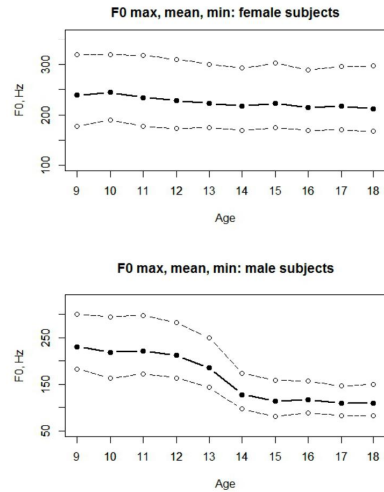 F0 max, mean, min: female subjects
300
200
100
F0, Hz
9 10 11 12 13 14 15 16 17 18
Age
F0 max, mean, min: male subjects
250
150
50
F0, Hz
9 10 11 12 13 14 15 16 17 18
Age